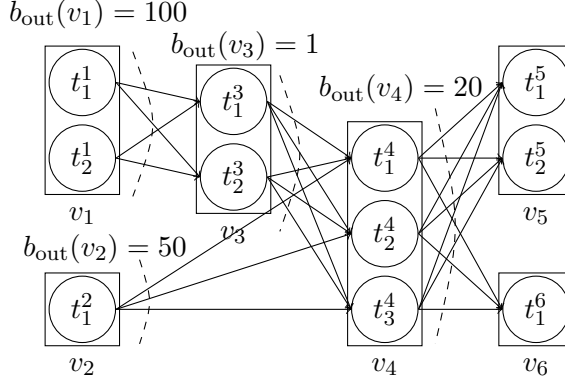 b_out(v_1) = 100
b_out(v_3) = 1
b_out(v_4) = 20
t_1^1
t_2^1
v_1
t_1^3
t_2^3
v_3
t_1^5
t_2^5
v_5
b_out(v_2) = 50
t_1^2
v_2
t_1^4
t_2^4
t_3^4
v_4
t_1^6
v_6